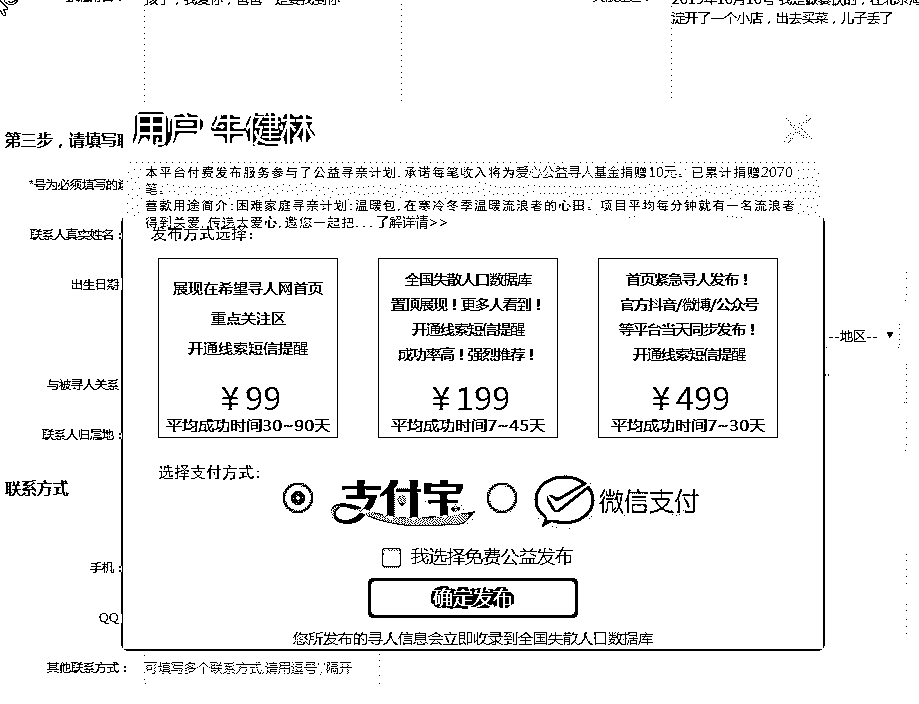 孩子，我爱你，爸爸一定要找到你
淀开了一个小店，出去买菜，儿子丢了
第三步，请填写联
用户 牛健林
*号为必须填写的选
本平台付费发布服务参与了公益寻亲计划,承诺每笔收入将为爱心公益寻人基金捐赠10元。已累计捐赠2070
笔。
善款用途简介:困难家庭寻亲计划:温暖包,在寒冷冬季温暖流浪者的心田。项目平均每分钟就有一名流浪者
得到关爱,传递大爱心,邀您一起把...了解详情>>
联系人真实姓名：
发布方式选择：
出生日期
展现在希望寻人网首页
重点关注区
开通线索短信提醒
¥99
平均成功时间30~90天
全国失散人口数据库
置顶展现！更多人看到！
开通线索短信提醒
成功率高！强烈推荐！
¥199
平均成功时间7~45天
首页紧急寻人发布！
官方抖音/微博/公众号
等平台当天同步发布！
开通线索短信提醒
¥499
平均成功时间7~30天
--地区-- ▼
与被寻人关系
联系人归属地：
联系方式
选择支付方式：
支付宝
微信支付
我选择免费公益发布
手机：
确定发布
QQ
您所发布的寻人信息会立即收录到全国失散人口数据库
其他联系方式：
可填写多个联系方式,请用逗号','隔开